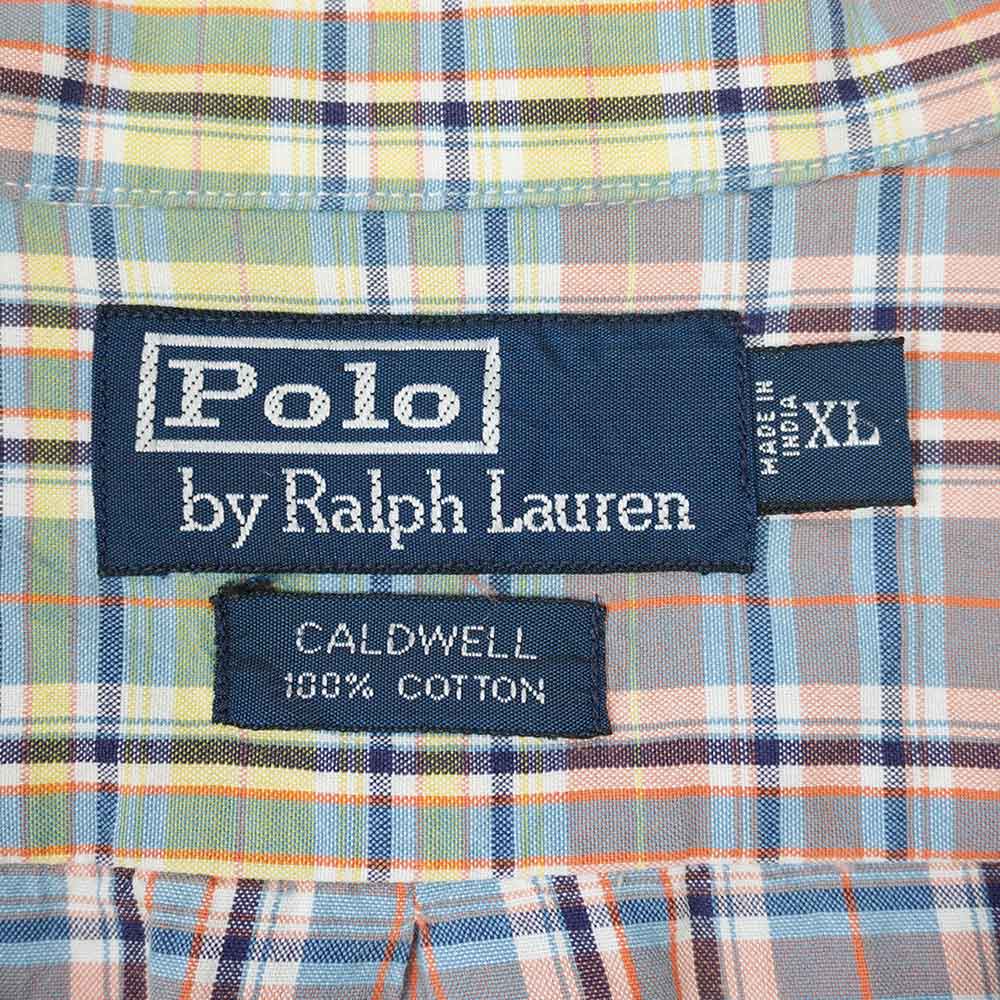 Polo
by Ralph Lauren
MADE IN
INDIA
XL
CALDWELL
100% COTTON